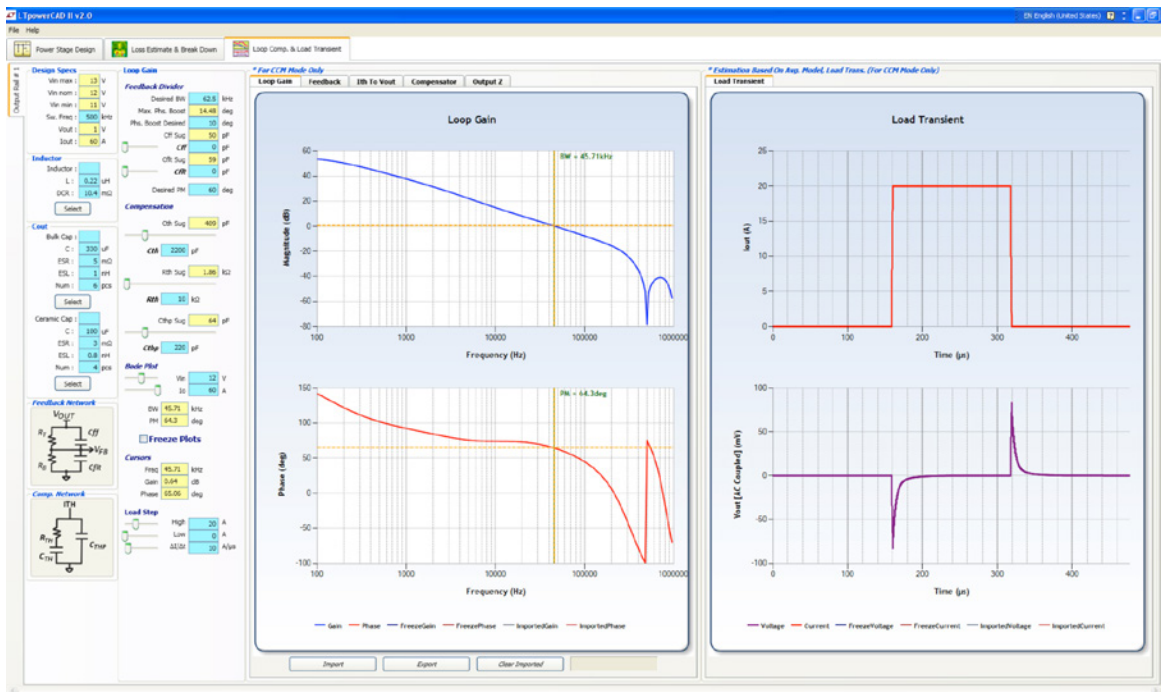 LTpowerCAD II v2.0
EN English (United States)
File Help
Power Stage Design
Loss Estimate & Break Down
Loop Comp. & Load Transient
Output Rail # 1
Design Specs
Vin max : 13 V
Vin nom : 12 V
Vin min : 11 V
Sw. Freq : 500 kHz
Vout : 1 V
Iout : 60 A
Inductor
Inductor :
L : 0.22 uH
DCR : 10.4 mΩ
Select
Cout
Bulk Cap :
C : 330 uF
ESR : 5 mΩ
ESL : 1 nH
Num : 6 pcs
Select
Ceramic Cap :
C : 100 uF
ESR : 3 mΩ
ESL : 0.8 nH
Num : 4 pcs
Select
Feedback Network
VOUT
RT
Cff
VFB
RB
Cflt
Comp. Network
ITH
RTH
CTH
CTHP
Loop Gain
Feedback Divider
Desired BW 62.5 kHz
Max. Phs. Boost 14.48 deg
Phs. Boost Desired 10 deg
Cff Sug 50 pF
Cff 0 pF
Cflt Sug 59 pF
Cflt 0 pF
Desired PM 60 deg
Compensation
Cth Sug 409 pF
Cth 2200 pF
Rth Sug 1.86 kΩ
Rth 10 kΩ
Cthp Sug 64 pF
Cthp 220 pF
Bode Plot
Vin 12 V
Io 60 A
BW 45.71 kHz
PM 64.3 deg
Freeze Plots
Cursors
Freq 45.71 kHz
Gain 0.64 dB
Phase 65.06 deg
Load Step
High 20 A
Low 0 A
ΔI/Δt 20 A/µs
* For CCM Mode Only
Loop Gain Feedback Ith To Vout Compensator Output Z
Loop Gain
BW = 45.71kHz
Magnitude (dB)
60
40
20
0
-20
-40
-60
-80
100 1000 10000 100000 1000000
Frequency (Hz)
PM = 64.3deg
Phase (deg)
150
100
50
0
-50
-100
100 1000 10000 100000 1000000
Frequency (Hz)
Gain Phase FreezeGain FreezePhase ImportedGain ImportedPhase
Import Export Clear Imported
* Estimation Based On Avg. Model, Load Trans. (For CCM Mode Only)
Load Transient
Load Transient
Iout (A)
25
20
15
10
5
0
0 100 200 300 400
Time (µs)
Vout [AC Coupled] (mV)
100
50
0
-50
-100
0 100 200 300 400
Time (µs)
Voltage Current FreezeVoltage FreezeCurrent ImportedVoltage ImportedCurrent